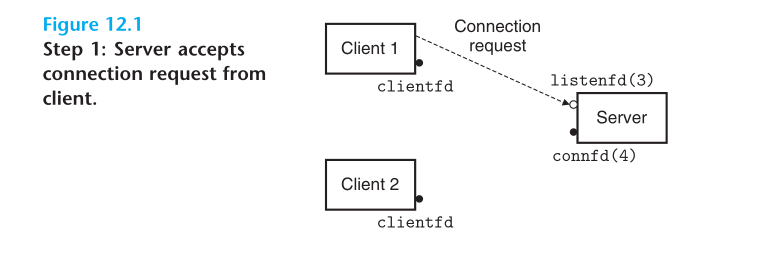 Figure 12.1
Step 1: Server accepts
connection request from
client.
Client 1
clientfd
Connection
request
listenfd(3)
Server
connfd(4)
Client 2
clientfd